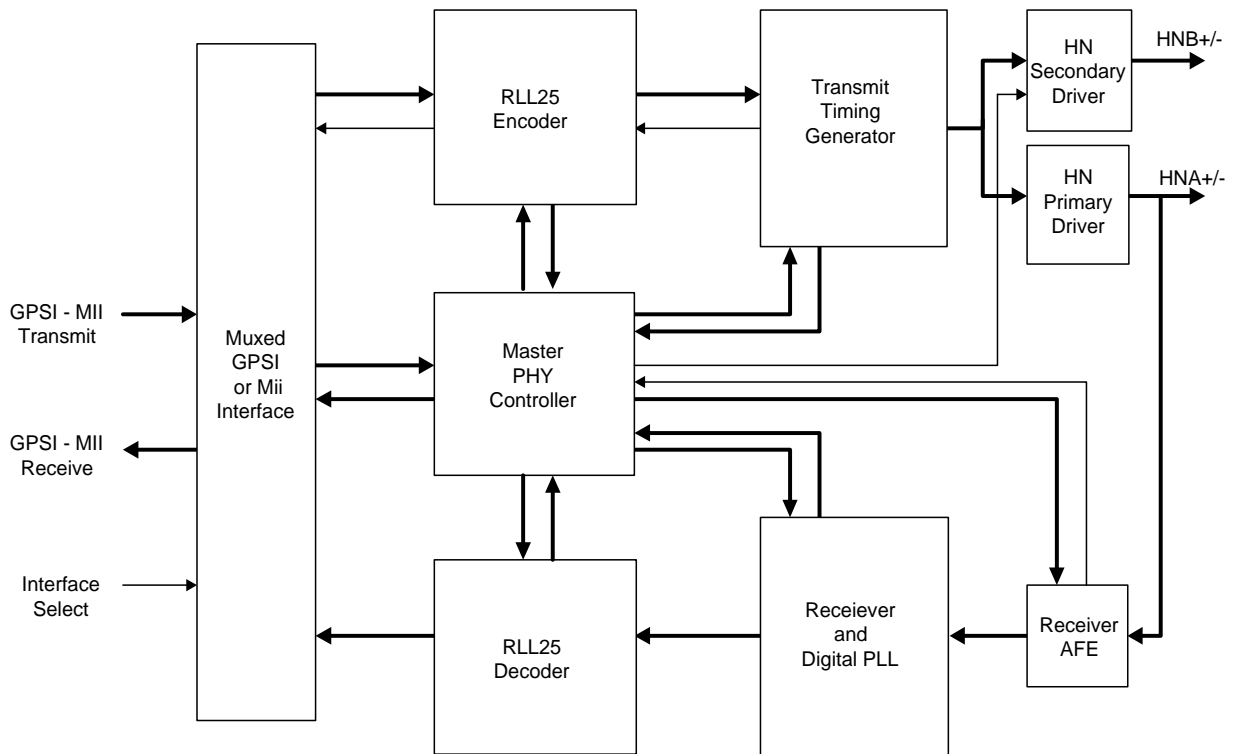 HN
Secondary
Driver
HNB+/-
RLL25
Encoder
Transmit
Timing
Generator
HN
Primary
Driver
HNA+/-
GPSI - MII
Transmit
Muxed
GPSI
or Mii
Interface
Master
PHY
Controller
GPSI - MII
Receive
Interface
Select
RLL25
Decoder
Receiever
and
Digital PLL
Receiver
AFE